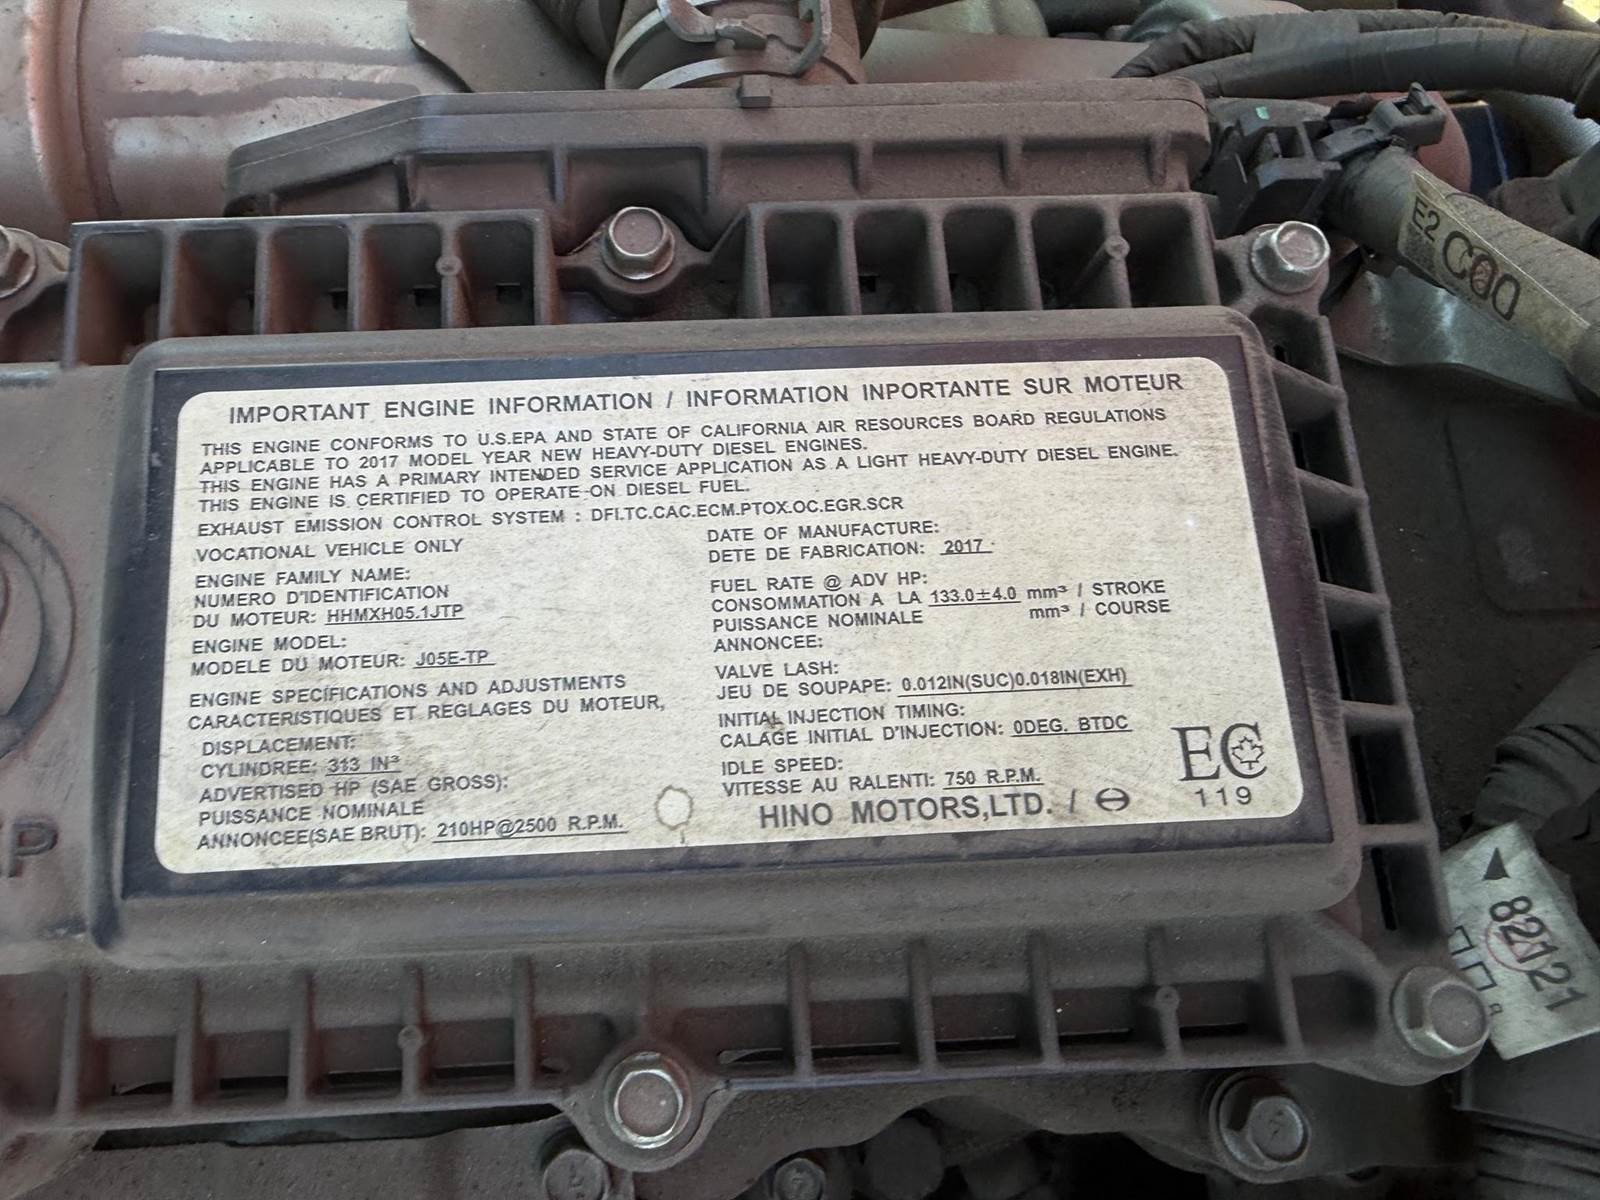 IMPORTANT ENGINE INFORMATION / INFORMATION INPORTANTE SUR MOTEUR
THIS ENGINE CONFORMS TO U.S.EPA AND STATE OF CALIFORNIA AIR RESOURCES BOARD REGULATIONS
APPLICABLE TO 2017 MODEL YEAR NEW HEAVY-DUTY DIESEL ENGINES.
THIS ENGINE HAS A PRIMARY INTENDED SERVICE APPLICATION AS A LIGHT HEAVY-DUTY DIESEL ENGINE.
THIS ENGINE IS CERTIFIED TO OPERATE ON DIESEL FUEL.
EXHAUST EMISSION CONTROL SYSTEM : DFI.TC.CAC.ECM.PTOX.OC.EGR.SCR
VOCATIONAL VEHICLE ONLY
ENGINE FAMILY NAME:
NUMERO D'IDENTIFICATION
DU MOTEUR: HHMXH05.1JTP
ENGINE MODEL:
MODELE DU MOTEUR: J05E-TP
ENGINE SPECIFICATIONS AND ADJUSTMENTS
CARACTERISTIQUES ET REGLAGES DU MOTEUR,
DISPLACEMENT:
CYLINDREE: 313 IN³
ADVERTISED HP (SAE GROSS):
PUISSANCE NOMINALE
ANNONCEE(SAE BRUT): 210HP@2500 R.P.M.
DATE OF MANUFACTURE:
DETE DE FABRICATION: 2017
FUEL RATE @ ADV HP:
CONSOMMATION A LA 133.0±4.0 mm³ / STROKE
PUISSANCE NOMINALE mm³ / COURSE
ANNONCEE:
VALVE LASH:
JEU DE SOUPAPE: 0.012IN(SUC)0.018IN(EXH)
INITIAL INJECTION TIMING:
CALAGE INITIAL D'INJECTION: 0DEG. BTDC
IDLE SPEED:
VITESSE AU RALENTI: 750 R.P.M.
HINO MOTORS,LTD. /
EC
119
E2 C00
82121